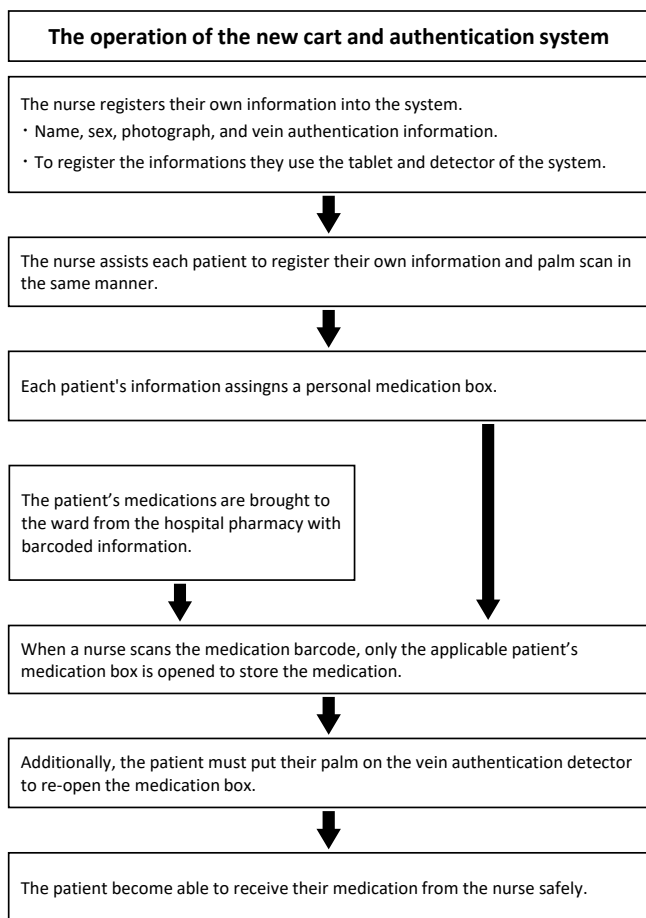 The operation of the new cart and authentication system
The nurse registers their own information into the system.
・Name, sex, photograph, and vein authentication information.
・To register the informations they use the tablet and detector of the system.
The nurse assists each patient to register their own information and palm scan in
the same manner.
Each patient's information assingns a personal medication box.
The patient’s medications are brought to
the ward from the hospital pharmacy with
barcoded information.
When a nurse scans the medication barcode, only the applicable patient’s
medication box is opened to store the medication.
Additionally, the patient must put their palm on the vein authentication detector
to re-open the medication box.
The patient become able to receive their medication from the nurse safely.